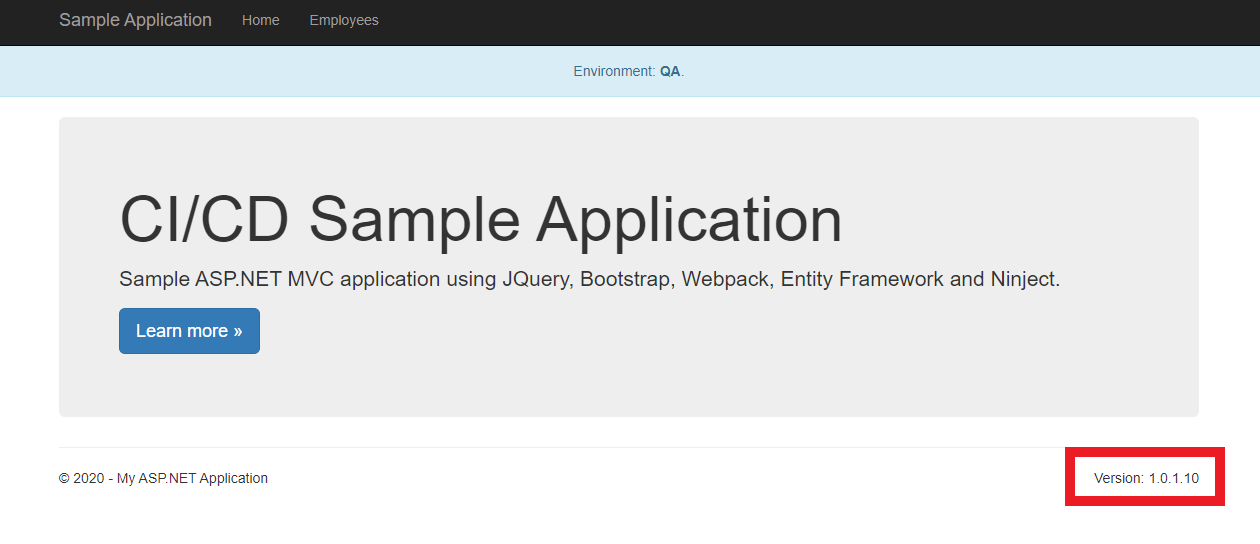 Sample Application Home Employees
Environment: QA.
CI/CD Sample Application
Sample ASP.NET MVC application using JQuery, Bootstrap, Webpack, Entity Framework and Ninject.
Learn more »
© 2020 - My ASP.NET Application Version: 1.0.1.10